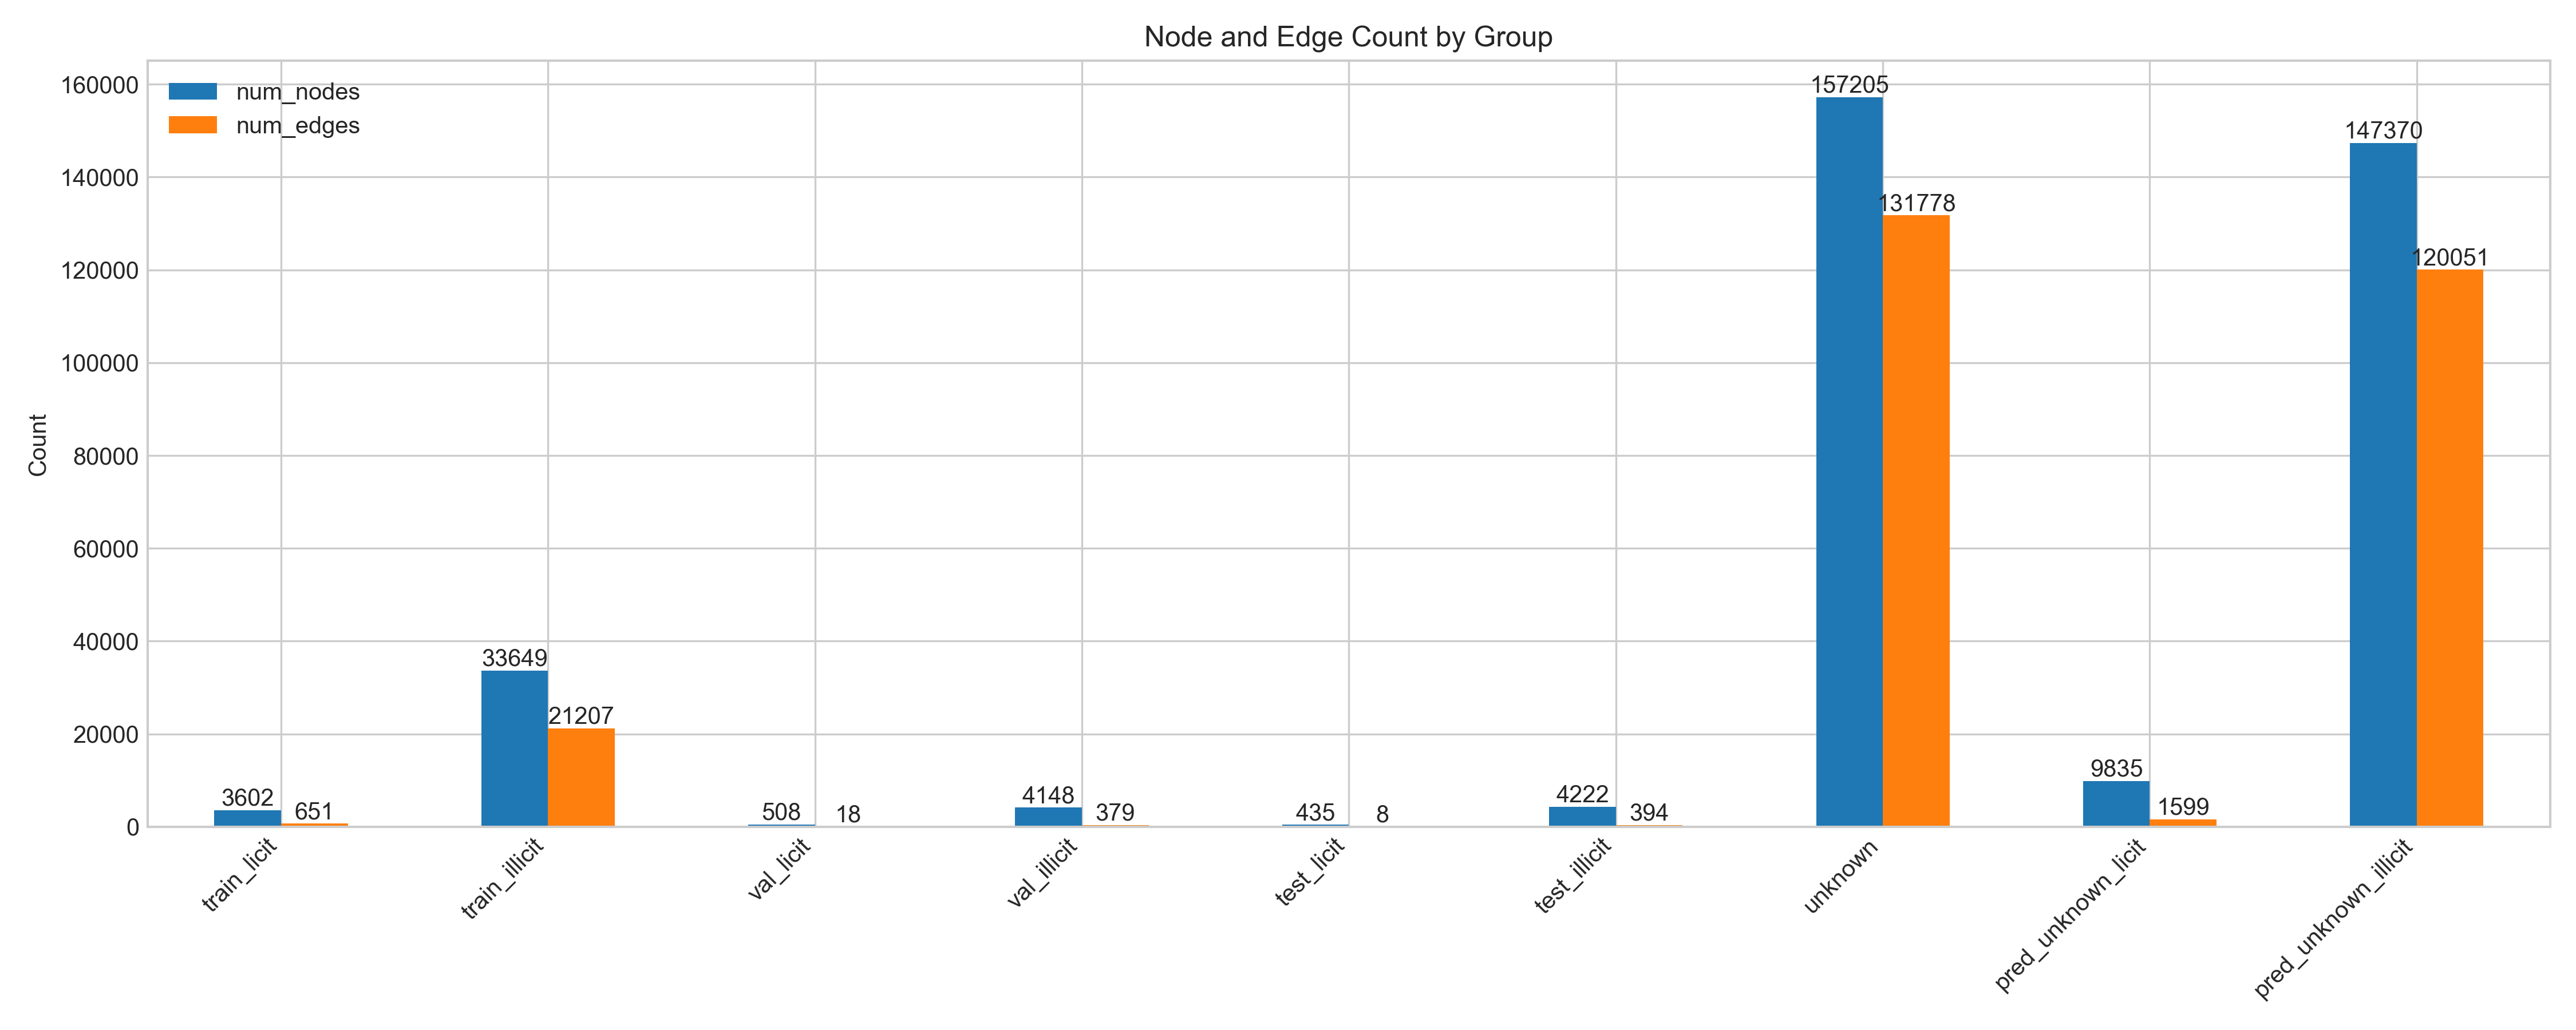 Node and Edge Count by Group
num_nodes
num_edges
Count
160000
140000
120000
100000
80000
60000
40000
20000
0
3602
651
33649
21207
508
18
4148
379
435
8
4222
394
157205
131778
9835
1599
147370
120051
train_licit
train_illicit
val_licit
val_illicit
test_licit
test_illicit
unknown
pred_unknown_licit
pred_unknown_illicit